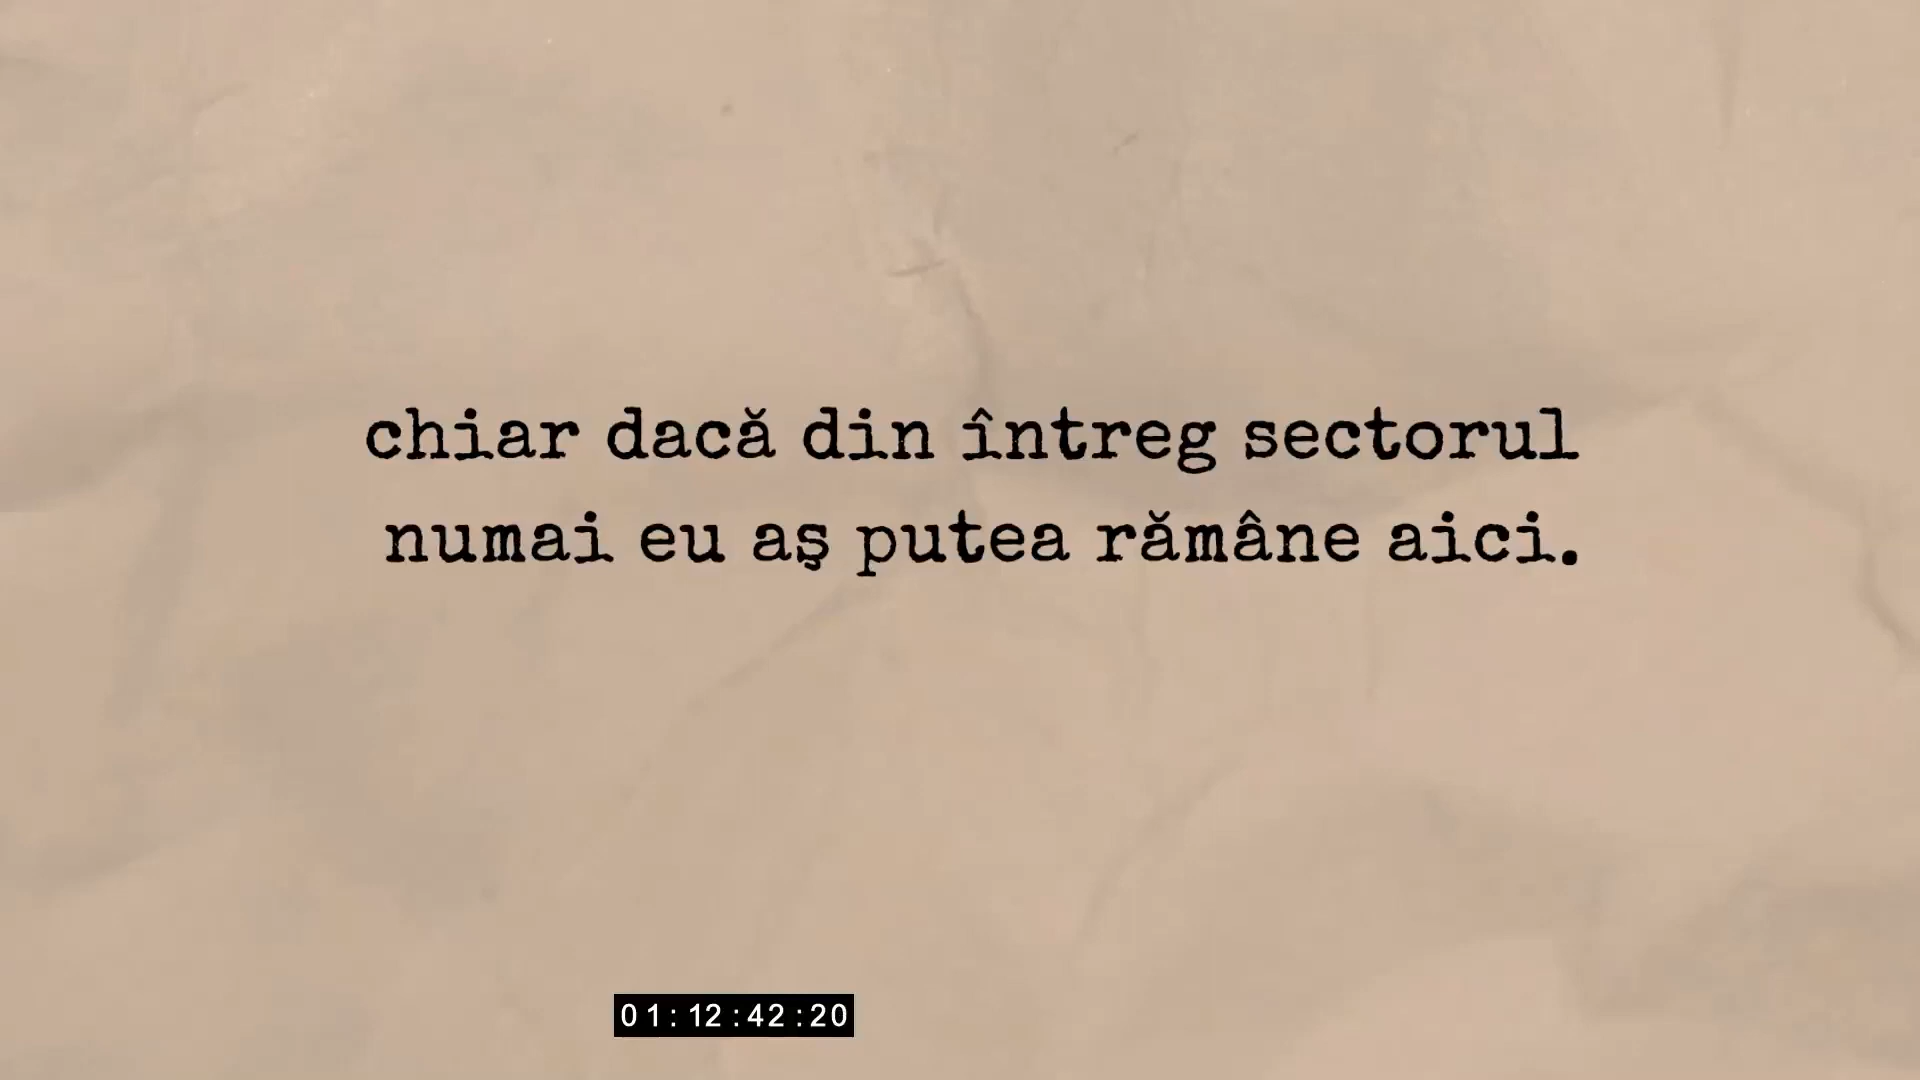 chiar dacă din întreg sectorul
numai eu aş putea rămâne aici.
01:12:42:20